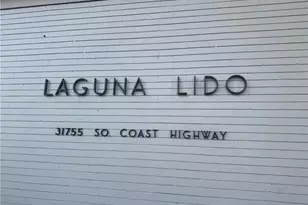 LAGUNA LIDO
31755 SO. COAST HIGHWAY